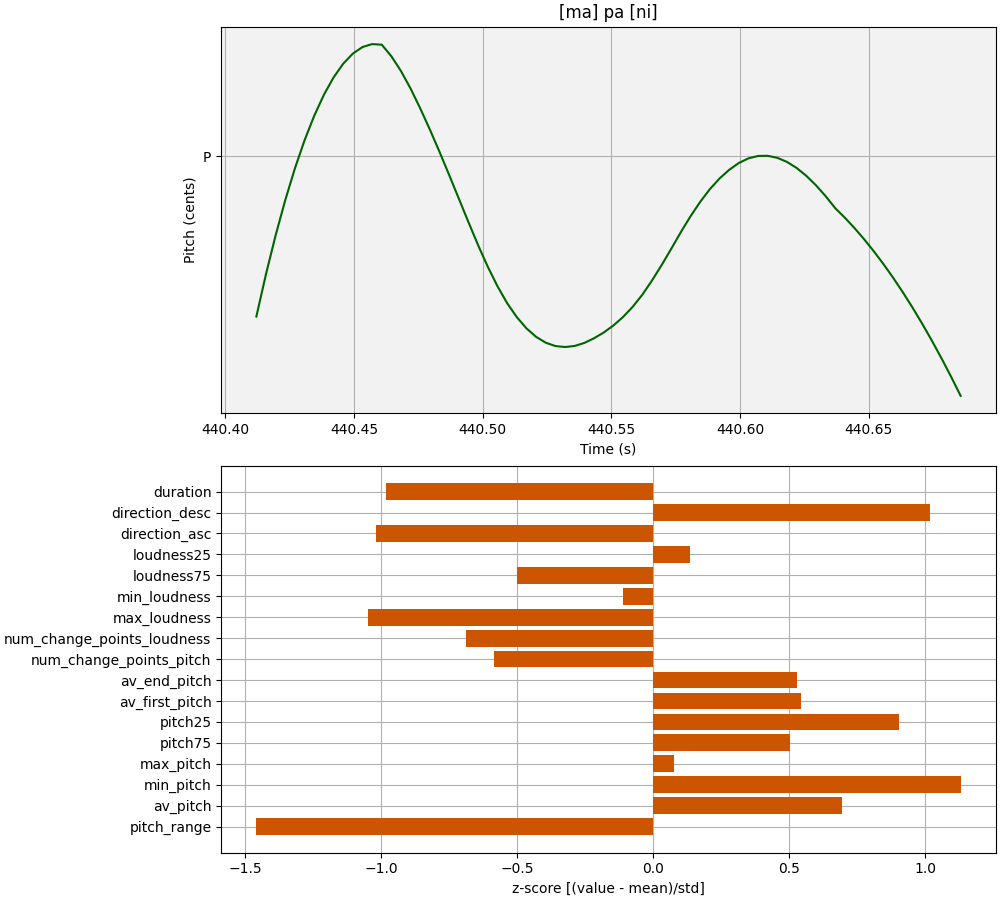 [ma] pa [ni]
P
Pitch (cents)
440.40 440.45 440.50 440.55 440.60 440.65
Time (s)
duration
direction_desc
direction_asc
loudness25
loudness75
min_loudness
max_loudness
num_change_points_loudness
num_change_points_pitch
av_end_pitch
av_first_pitch
pitch25
pitch75
max_pitch
min_pitch
av_pitch
pitch_range
−1.5 −1.0 −0.5 0.0 0.5 1.0
z-score [(value - mean)/std]